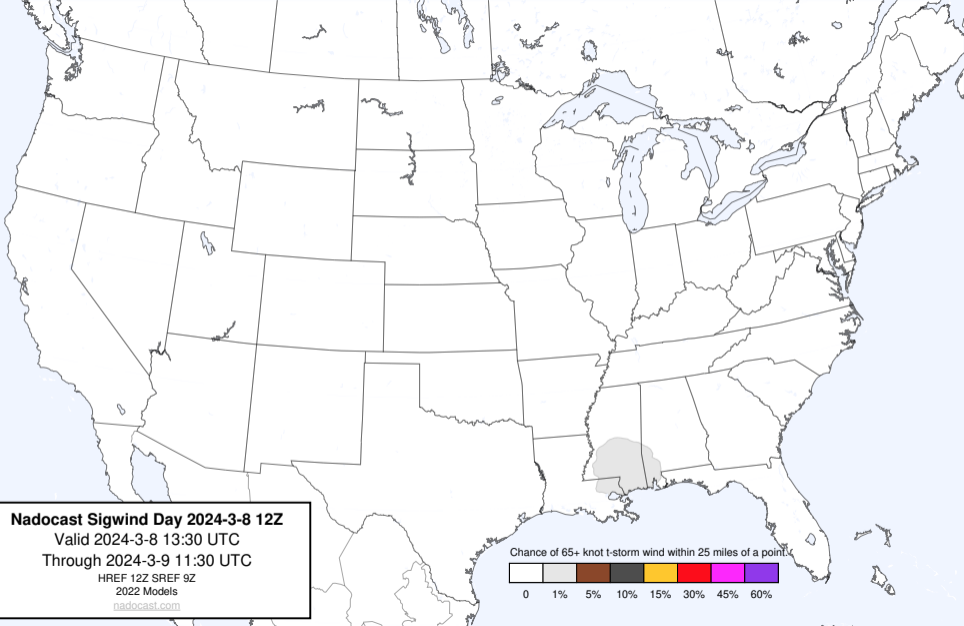 Nadocast Sigwind Day 2024-3-8 12Z
Valid 2024-3-8 13:30 UTC
Through 2024-3-9 11:30 UTC
HREF 12Z SREF 9Z
2022 Models
nadocast.com
Chance of 65+ knot t-storm wind within 25 miles of a point.
0 1% 5% 10% 15% 30% 45% 60%